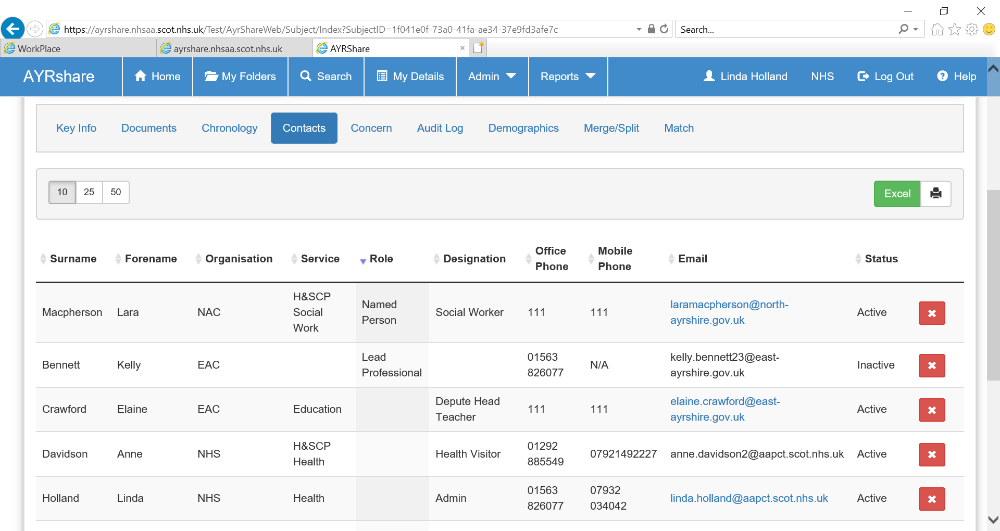 https://ayrshare.nhsaa.scot.nhs.uk/Test/AyrShareWeb/Subject/Index?SubjectID=1f041e0f-73a0-41fa-ae34-37e9fd3afe7c
Search...
WorkPlace
ayrshare.nhsaa.scot.nhs.uk
AYRShare
AYRshare
Home
My Folders
Search
My Details
Admin
Reports
Linda Holland
NHS
Log Out
Help
Key Info
Documents
Chronology
Contacts
Concern
Audit Log
Demographics
Merge/Split
Match
10
25
50
Excel
Surname
Forename
Organisation
Service
Role
Designation
Office
Phone
Mobile
Phone
Email
Status
Macpherson
Lara
NAC
H&SCP
Social
Work
Named
Person
Social Worker
111
111
laramacpherson@north-
ayrshire.gov.uk
Active
Bennett
Kelly
EAC
Lead
Professional
01563
826077
N/A
kelly.bennett23@east-
ayrshire.gov.uk
Inactive
Crawford
Elaine
EAC
Education
Depute Head
Teacher
111
111
elaine.crawford@east-
ayrshire.gov.uk
Active
Davidson
Anne
NHS
H&SCP
Health
Health Visitor
01292
885549
07921492227
anne.davidson2@aapct.scot.nhs.uk
Active
Holland
Linda
NHS
Health
Admin
01563
826077
07932
034042
linda.holland@aapct.scot.nhs.uk
Active